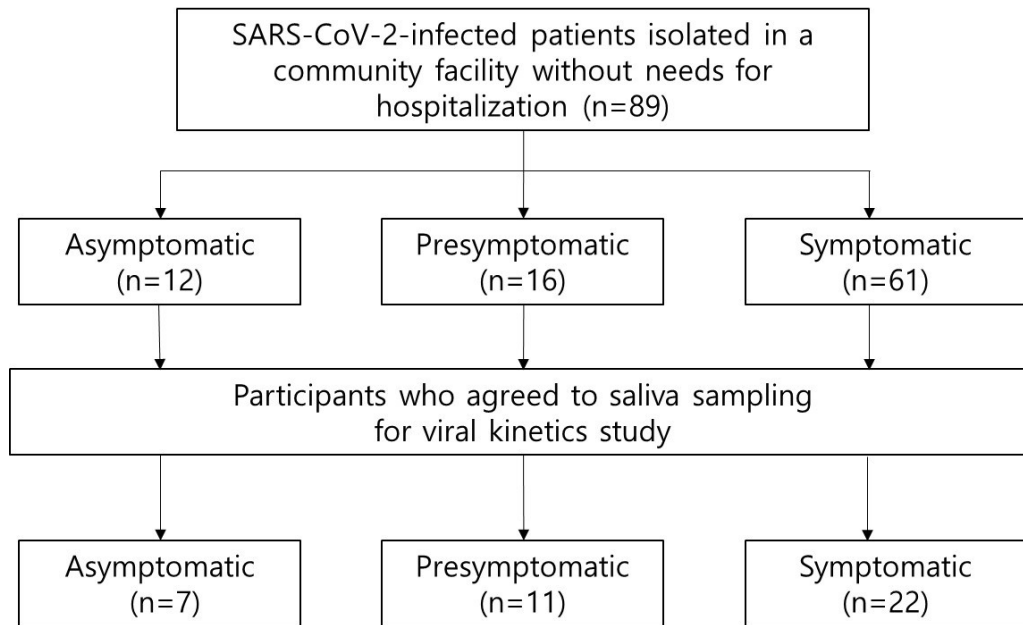 SARS-CoV-2-infected patients isolated in a
community facility without needs for
hospitalization (n=89)
Asymptomatic
(n=12)
Presymptomatic
(n=16)
Symptomatic
(n=61)
Participants who agreed to saliva sampling
for viral kinetics study
Asymptomatic
(n=7)
Presymptomatic
(n=11)
Symptomatic
(n=22)